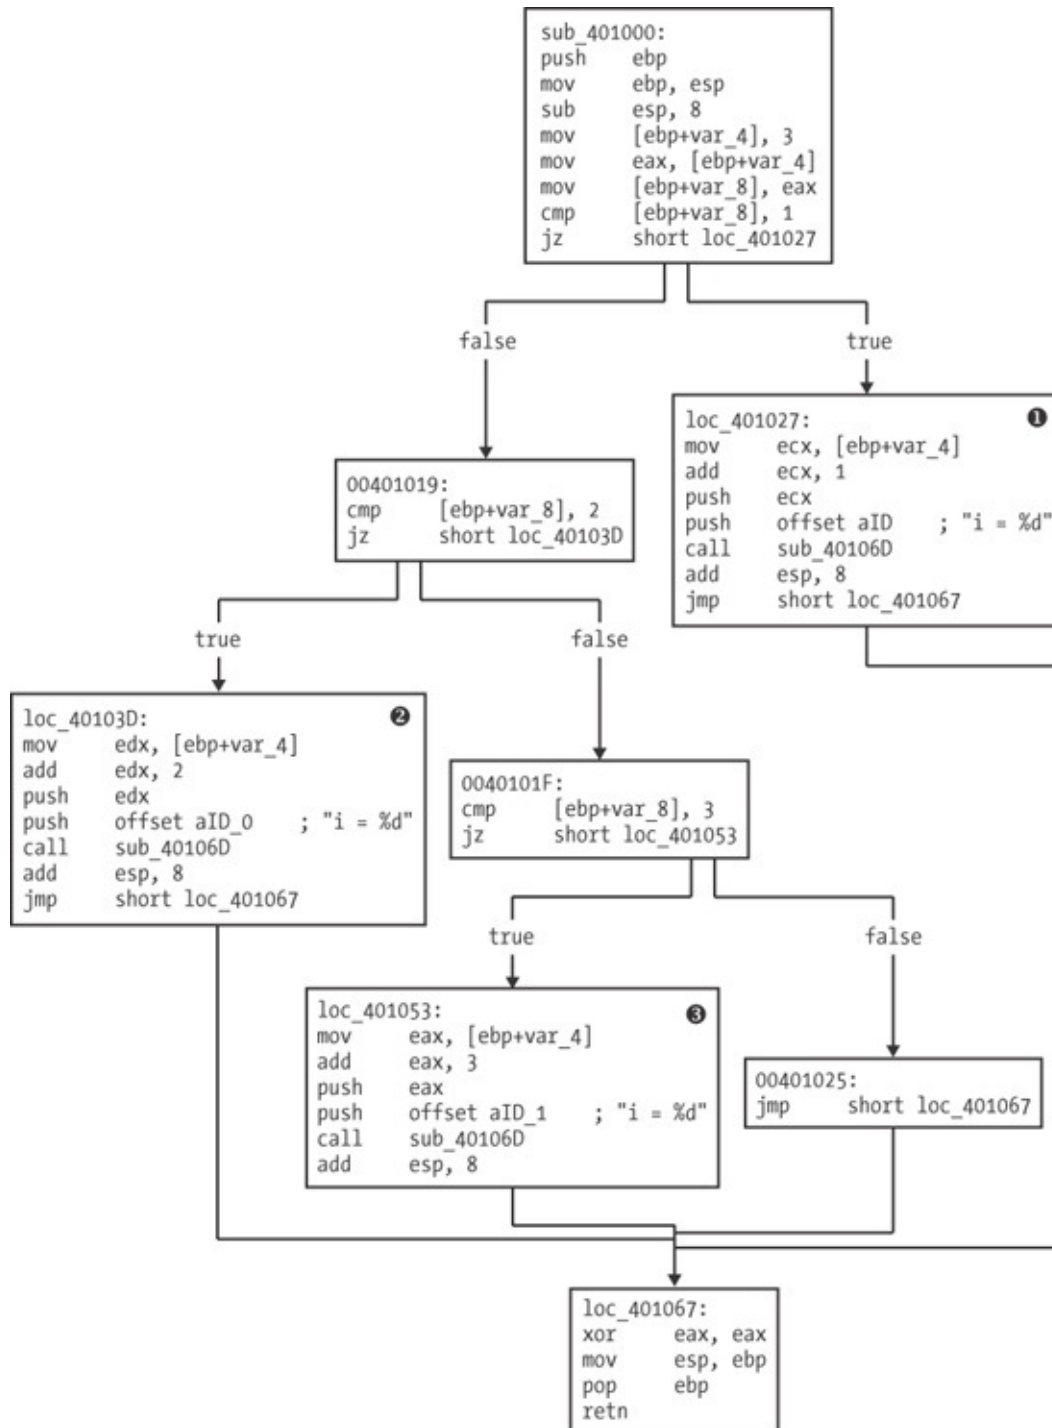 sub_401000:
push ebp
mov ebp, esp
sub esp, 8
mov [ebp+var_4], 3
mov eax, [ebp+var_4]
mov [ebp+var_8], eax
cmp [ebp+var_8], 1
jz short loc_401027
false
true
loc_401027: ❶
mov ecx, [ebp+var_4]
add ecx, 1
push ecx
push offset aID ; "i = %d"
call sub_40106D
add esp, 8
jmp short loc_401067
00401019:
cmp [ebp+var_8], 2
jz short loc_40103D
true
false
loc_40103D: ❷
mov edx, [ebp+var_4]
add edx, 2
push edx
push offset aID_0 ; "i = %d"
call sub_40106D
add esp, 8
jmp short loc_401067
0040101F:
cmp [ebp+var_8], 3
jz short loc_401053
true
false
loc_401053: ❸
mov eax, [ebp+var_4]
add eax, 3
push eax
push offset aID_1 ; "i = %d"
call sub_40106D
add esp, 8
00401025:
jmp short loc_401067
loc_401067:
xor eax, eax
mov esp, ebp
pop ebp
retn